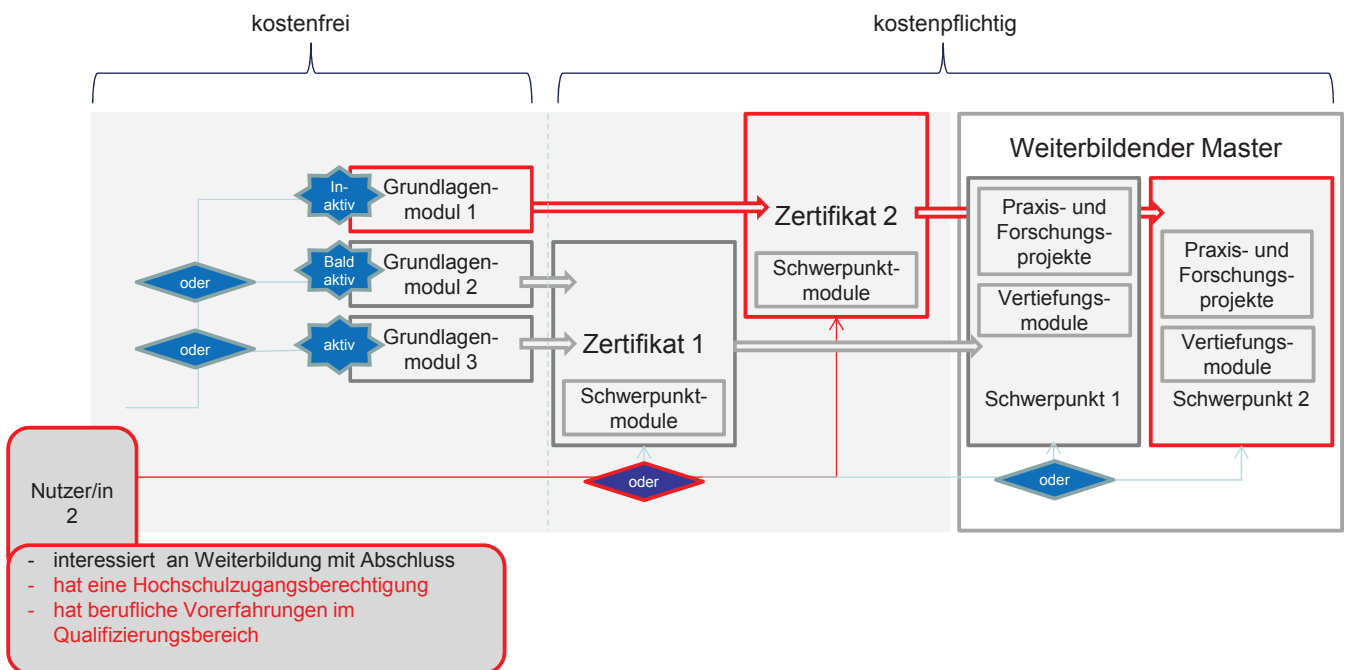 kostenfrei
kostenpflichtig
In-
aktiv
Grundlagen-
modul 1
oder
Bald
aktiv
Grundlagen-
modul 2
oder
aktiv
Grundlagen-
modul 3
Zertifikat 1
Schwerpunkt-
module
Zertifikat 2
Schwerpunkt-
module
oder
Weiterbildender Master
Praxis- und
Forschungs-
projekte
Vertiefungs-
module
Schwerpunkt 1
Praxis- und
Forschungs-
projekte
Vertiefungs-
module
Schwerpunkt 2
oder
Nutzer/in
2
- interessiert an Weiterbildung mit Abschluss
- hat eine Hochschulzugangsberechtigung
- hat berufliche Vorerfahrungen im
Qualifizierungsbereich